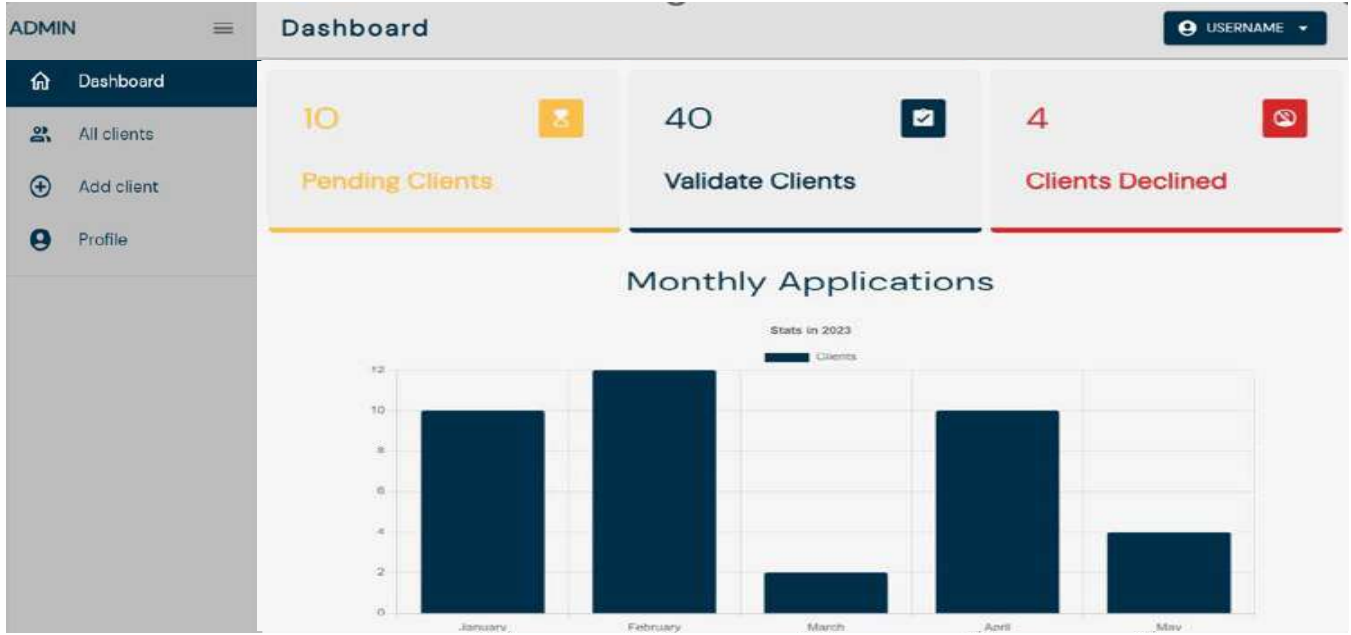 ADMIN
Dashboard
USERNAME
Dashboard
All clients
Add client
Profile
10
Pending Clients
40
Validate Clients
4
Clients Declined
Monthly Applications
Stats in 2023
Clients
12
10
8
6
4
2
0
January
February
March
April
May